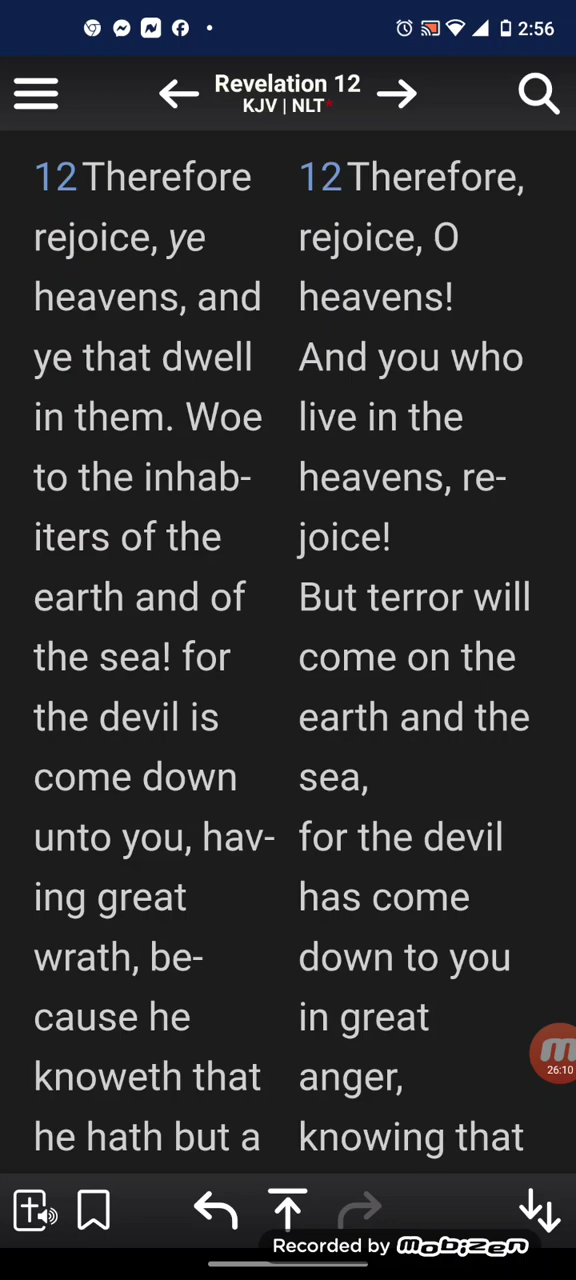 2:56
Revelation 12
KJV | NLT*
12 Therefore
rejoice, ye
heavens, and
ye that dwell
in them. Woe
to the inhab-
iters of the
earth and of
the sea! for
the devil is
come down
unto you, hav-
ing great
wrath, be-
cause he
knoweth that
he hath but a
12 Therefore,
rejoice, O
heavens!
And you who
live in the
heavens, re-
joice!
But terror will
come on the
earth and the
sea,
for the devil
has come
down to you
in great
anger,
knowing that
26:10
Recorded by mobizen